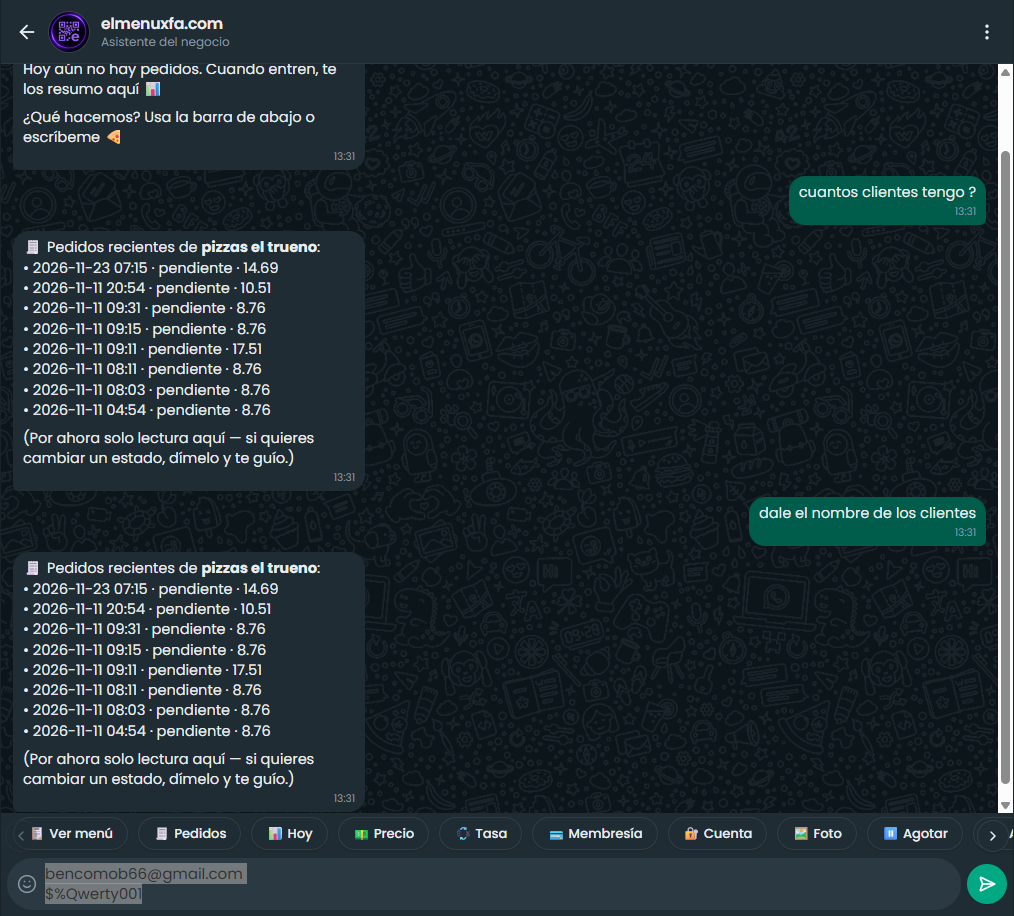 elmenuxfa.com
Asistente del negocio
Hoy aún no hay pedidos. Cuando entren, te
los resumo aquí 📊
¿Qué hacemos? Usa la barra de abajo o
escríbeme 🍕
13:31
cuantos clientes tengo ?
13:31
🧾 Pedidos recientes de pizzas el trueno:
• 2026-11-23 07:15 · pendiente · 14.69
• 2026-11-11 20:54 · pendiente · 10.51
• 2026-11-11 09:31 · pendiente · 8.76
• 2026-11-11 09:15 · pendiente · 8.76
• 2026-11-11 09:11 · pendiente · 17.51
• 2026-11-11 08:11 · pendiente · 8.76
• 2026-11-11 08:03 · pendiente · 8.76
• 2026-11-11 04:54 · pendiente · 8.76
(Por ahora solo lectura aquí — si quieres
cambiar un estado, dímelo y te guío.)
13:31
dale el nombre de los clientes
13:31
🧾 Pedidos recientes de pizzas el trueno:
• 2026-11-23 07:15 · pendiente · 14.69
• 2026-11-11 20:54 · pendiente · 10.51
• 2026-11-11 09:31 · pendiente · 8.76
• 2026-11-11 09:15 · pendiente · 8.76
• 2026-11-11 09:11 · pendiente · 17.51
• 2026-11-11 08:11 · pendiente · 8.76
• 2026-11-11 08:03 · pendiente · 8.76
• 2026-11-11 04:54 · pendiente · 8.76
(Por ahora solo lectura aquí — si quieres
cambiar un estado, dímelo y te guío.)
13:31
Ver menú Pedidos Hoy Precio Tasa Membresía Cuenta Foto Agotar
bencomob66@gmail.com
$%Qwerty001